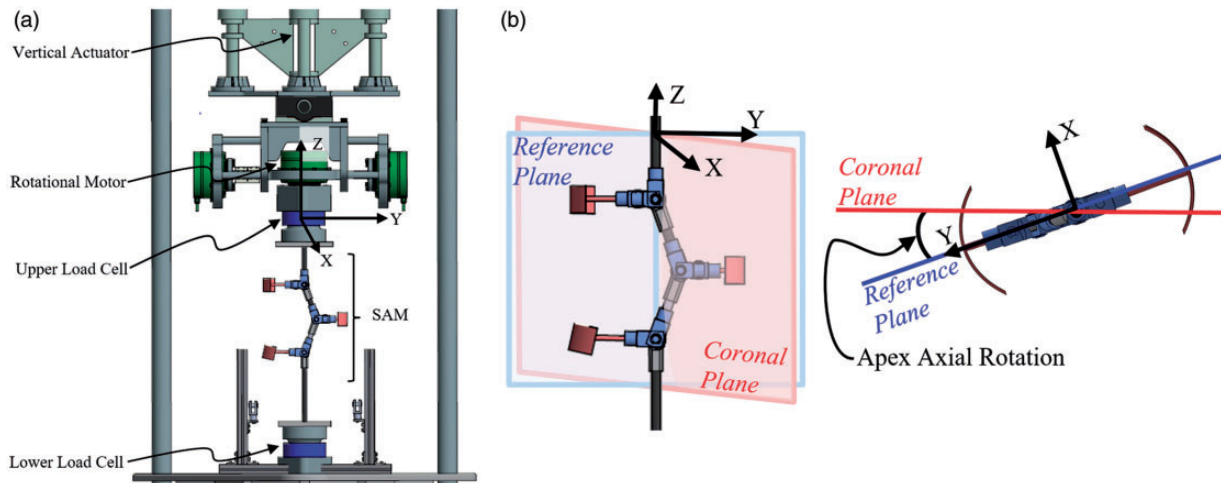 (a)
Vertical Actuator
Rotational Motor
Z
Y
X
Upper Load Cell
SAM
Lower Load Cell
(b)
Z
Y
X
Reference
Plane
Coronal
Plane
Coronal
Plane
X
Y
Reference
Plane
Apex Axial Rotation